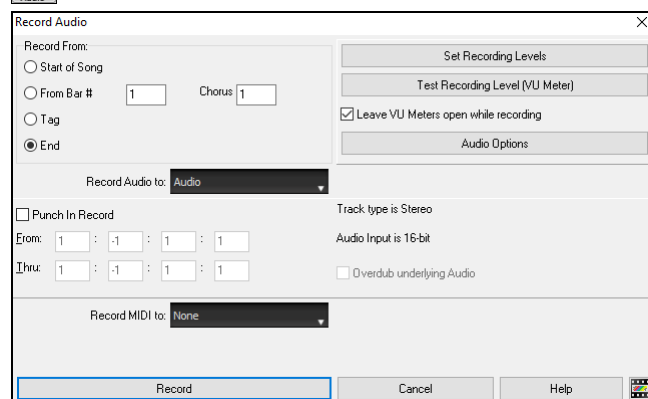 Record Audio
Record From:
Start of Song
From Bar # 1 Chorus 1
Tag
End
Set Recording Levels
Test Recording Level (VU Meter)
Leave VU Meters open while recording
Audio Options
Record Audio to: Audio
Punch In Record
From: 1 : -1 : 1 : 1
Thru: 1 : -1 : 1 : 1
Track type is Stereo
Audio Input is 16-bit
Overdub underlying Audio
Record MIDI to: None
Record Cancel Help